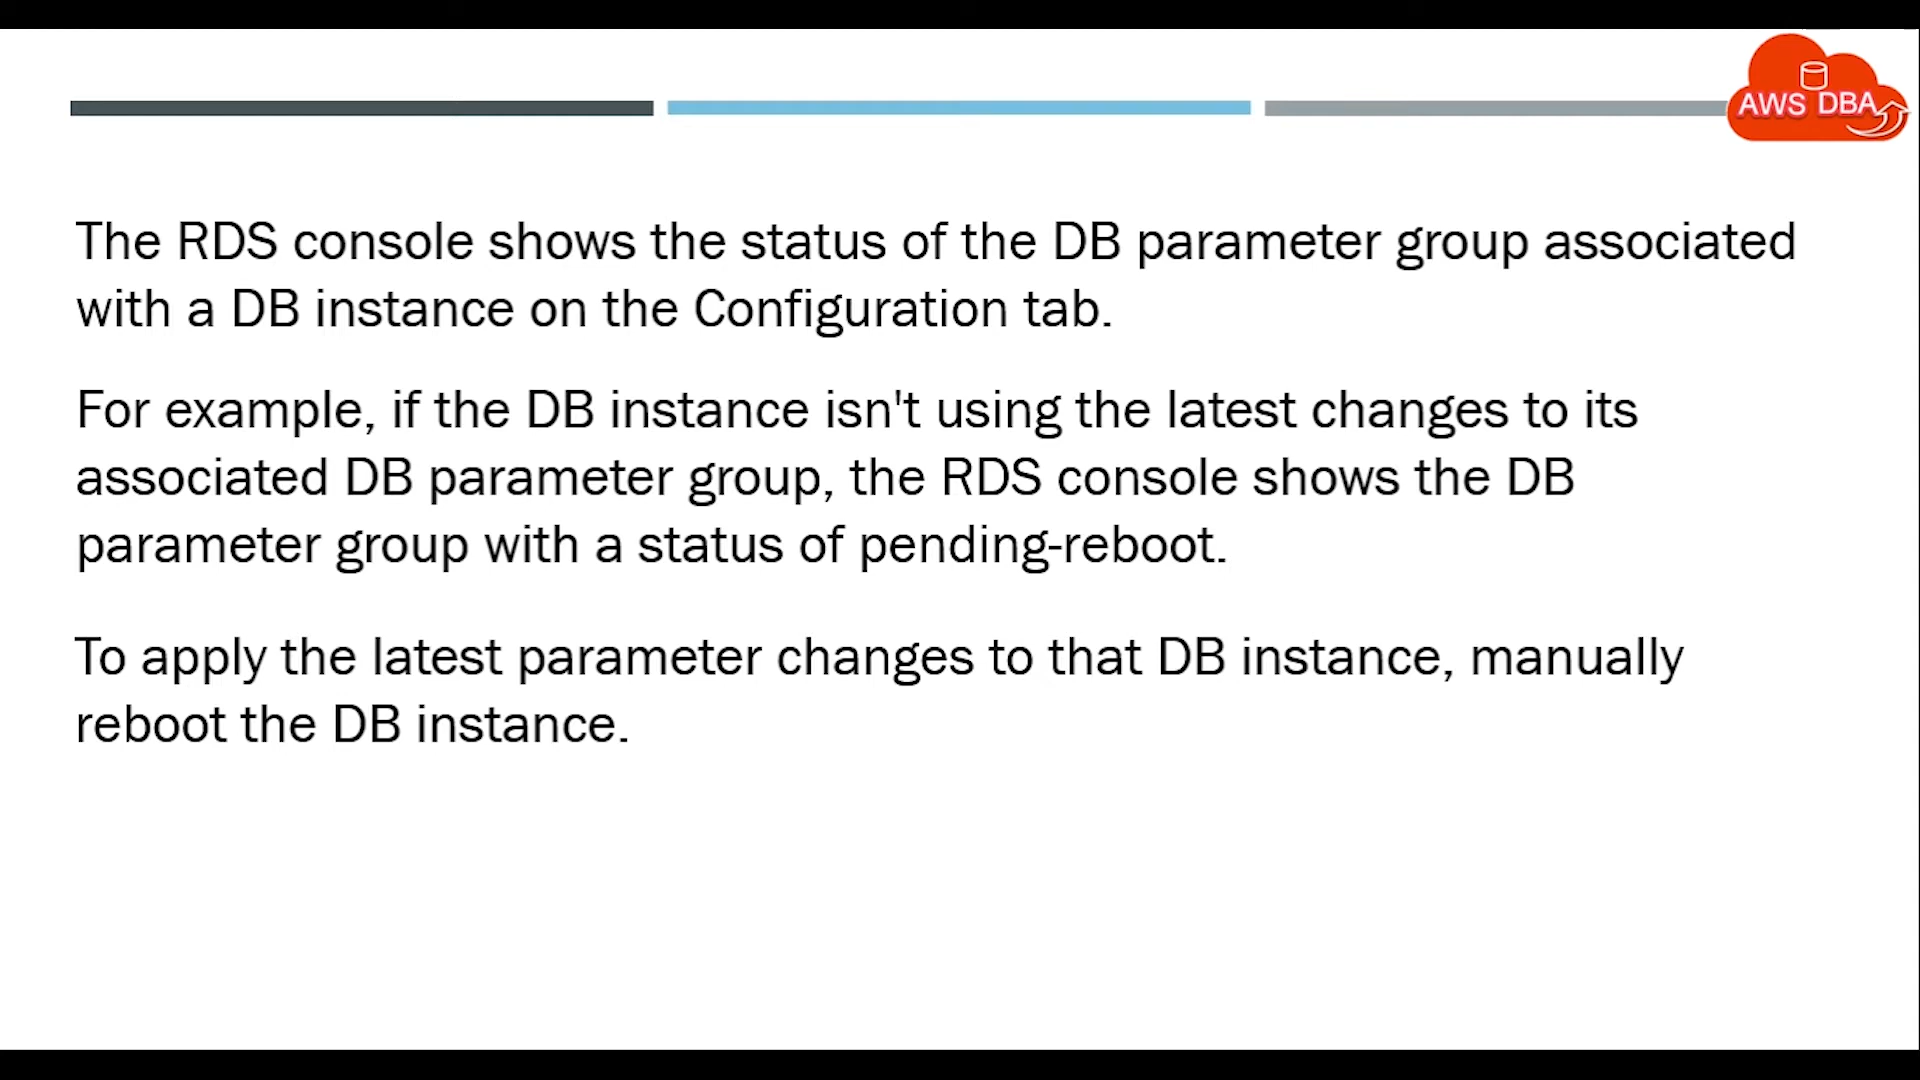 AWS DBA
The RDS console shows the status of the DB parameter group associated
with a DB instance on the Configuration tab.
For example, if the DB instance isn't using the latest changes to its
associated DB parameter group, the RDS console shows the DB
parameter group with a status of pending-reboot.
To apply the latest parameter changes to that DB instance, manually
reboot the DB instance.